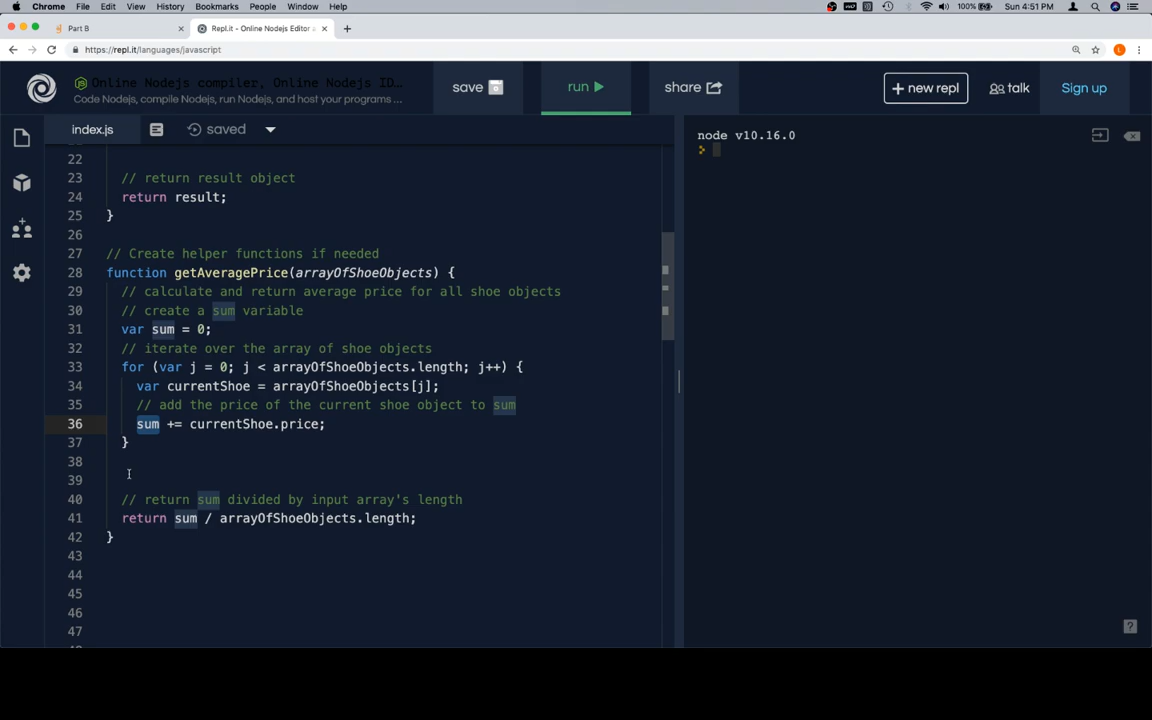 Chrome File Edit View History Bookmarks People Window Help 100% Sun 4:51 PM
Part B
Repl.it - Online Nodejs Editor a
https://repl.it/languages/javascript
Online Nodejs compiler, Online Nodejs ID...
Code Nodejs, compile Nodejs, run Nodejs, and host your programs ...
save
run
share
+ new repl
talk
Sign up
index.js
saved
22
23 // return result object
24 return result;
25 }
26
27 // Create helper functions if needed
28 function getAveragePrice(arrayOfShoeObjects) {
29 // calculate and return average price for all shoe objects
30 // create a sum variable
31 var sum = 0;
32 // iterate over the array of shoe objects
33 for (var j = 0; j < arrayOfShoeObjects.length; j++) {
34 var currentShoe = arrayOfShoeObjects[j];
35 // add the price of the current shoe object to sum
36 sum += currentShoe.price;
37 }
38
39
40 // return sum divided by input array's length
41 return sum / arrayOfShoeObjects.length;
42 }
43
44
45
46
47
node v10.16.0
>
?